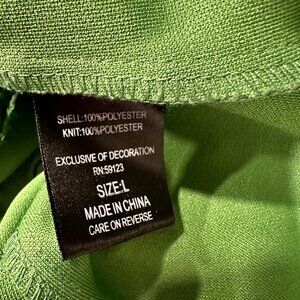 SHELL:100%POLYESTER
KNIT:100%POLYESTER
EXCLUSIVE OF DECORATION
RN:59123
SIZE:L
MADE IN CHINA
CARE ON REVERSE